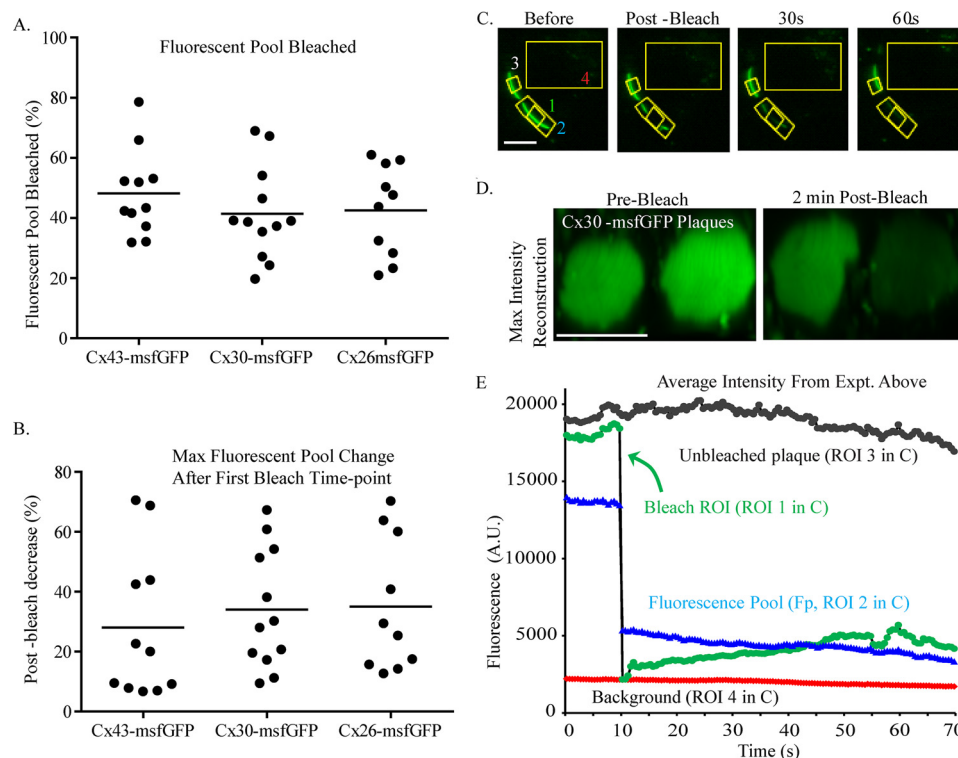 A.
Fluorescent Pool Bleached
Fluorescent Pool Bleached (%)
100
80
60
40
20
0
Cx43-msfGFP Cx30-msfGFP Cx26msfGFP
B.
Max Fluorescent Pool Change
After First Bleach Time-point
Post -bleach decrease (%)
80
60
40
20
0
Cx43-msfGFP Cx30-msfGFP Cx26-msfGFP
C.
Before Post -Bleach 30s 60s
3
4
1
2
D.
Pre-Bleach 2 min Post-Bleach
Cx30 -msfGFP Plaques
Max Intensity
Reconstruction
E
Average Intensity From Expt. Above
Fluorescence (A.U.)
20000
15000
10000
5000
0
Unbleached plaque (ROI 3 in C)
Bleach ROI (ROI 1 in C)
Fluorescence Pool (Fp, ROI 2 in C)
Background (ROI 4 in C)
0 10 20 30 40 50 60 70
Time (s)